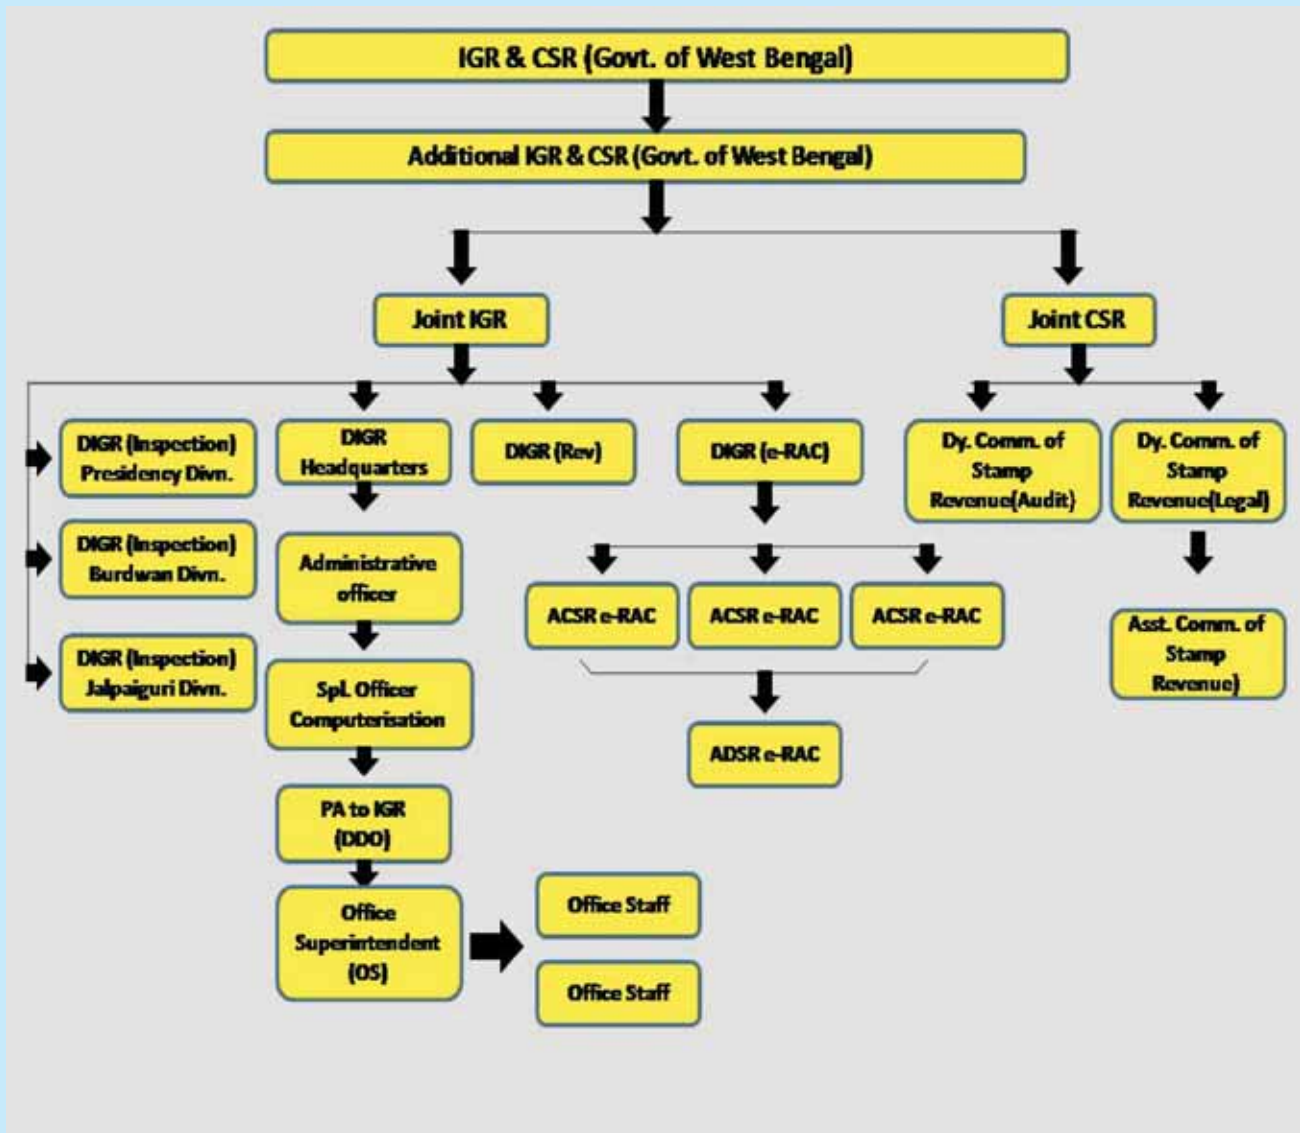 IGR & CSR (Govt. of West Bengal)
Additional IGR & CSR (Govt. of West Bengal)
Joint IGR
Joint CSR
DIGR (Inspection)
Presidency Divn.
DIGR
Headquarters
DIGR (Rev)
DIGR (e-RAC)
Dy. Comm. of
Stamp
Revenue(Audit)
Dy. Comm. of
Stamp
Revenue(Legal)
DIGR (Inspection)
Burdwan Divn.
Administrative
officer
ACSR e-RAC
ACSR e-RAC
ACSR e-RAC
Asst. Comm. of
Stamp
Revenue)
DIGR (Inspection)
Jalpaiguri Divn.
Spl. Officer
Computerisation
ADSR e-RAC
PA to IGR
(DDO)
Office
Superintendent
(OS)
Office Staff
Office Staff